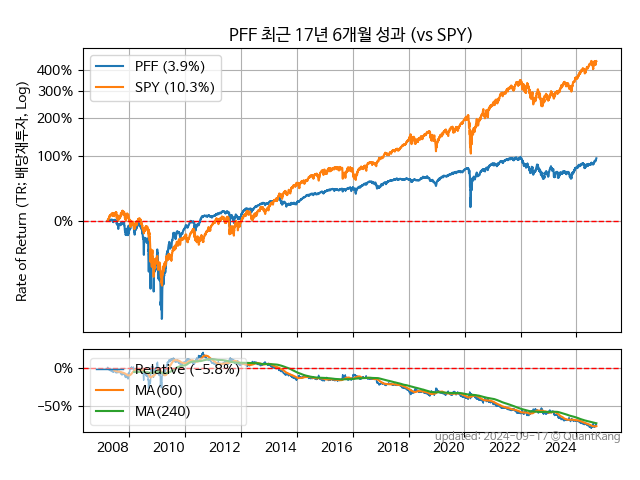 PFF 최근 17년 6개월 성과 (vs SPY)
PFF (3.9%)
SPY (10.3%)
400%
300%
200%
100%
0%
Rate of Return (TR: 배당재투자, Log)
Relative (−5.8%)
MA(60)
MA(240)
0%
−50%
2008 2010 2012 2014 2016 2018 2020 2022 2024
updated: 2024-09-17 © QuantKang